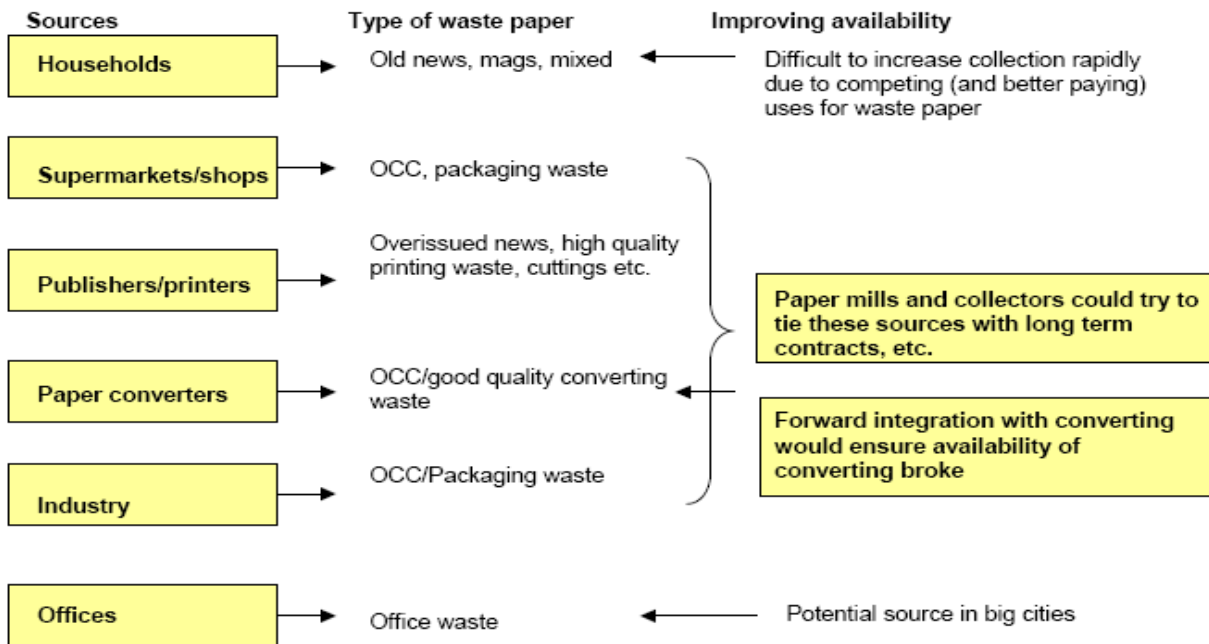 Sources
Type of waste paper
Improving availability
Households
Old news, mags, mixed
Difficult to increase collection rapidly
due to competing (and better paying)
uses for waste paper
Supermarkets/shops
OCC, packaging waste
Publishers/printers
Overissued news, high quality
printing waste, cuttings etc.
Paper mills and collectors could try to
tie these sources with long term
contracts, etc.
Paper converters
OCC/good quality converting
waste
Forward integration with converting
would ensure availability of
converting broke
Industry
OCC/Packaging waste
Offices
Office waste
Potential source in big cities